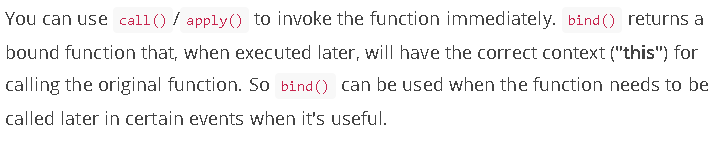 You can use call() / apply() to invoke the function immediately. bind() returns a
bound function that, when executed later, will have the correct context ("this") for
calling the original function. So bind() can be used when the function needs to be
called later in certain events when it's useful.